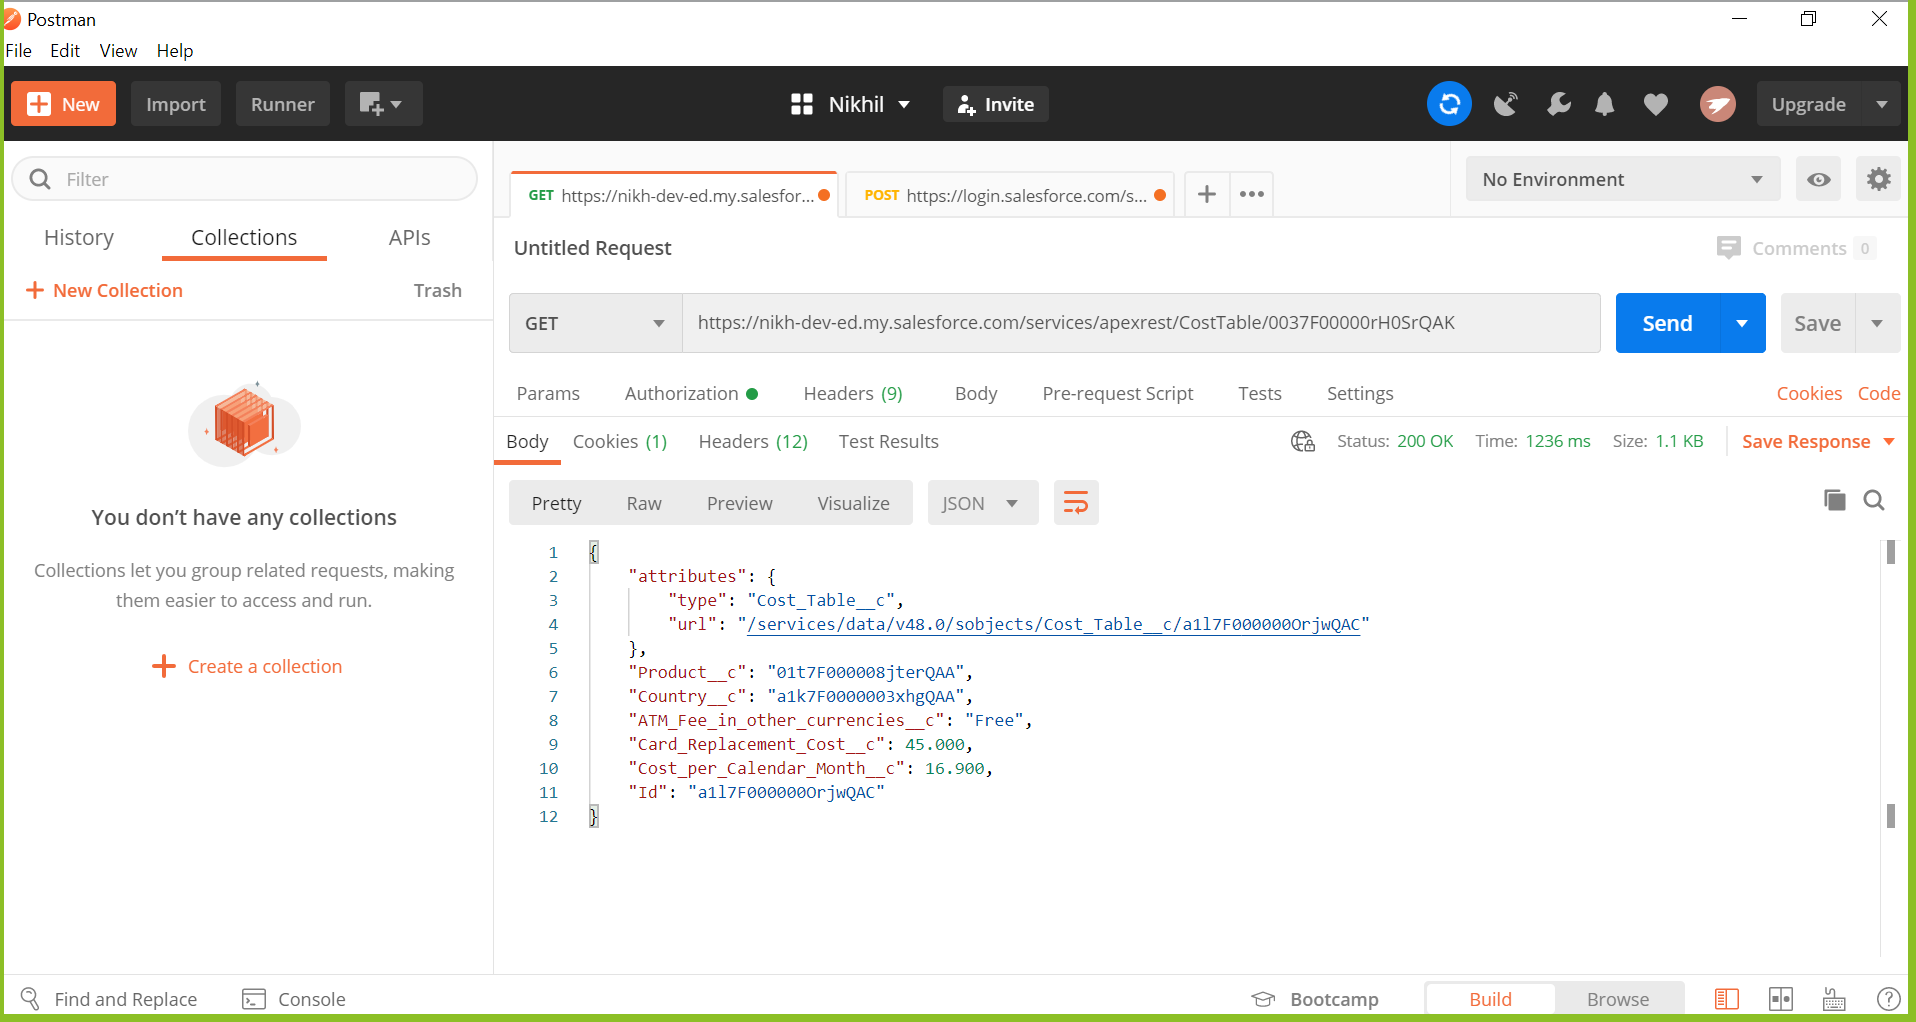 Postman
File Edit View Help
New Import Runner Nikhil Invite Upgrade
Filter
History Collections APIs
New Collection Trash
You don’t have any collections
Collections let you group related requests, making
them easier to access and run.
Create a collection
GET https://nikh-dev-ed.my.salesfor... POST https://login.salesforce.com/s... No Environment
Untitled Request Comments 0
GET https://nikh-dev-ed.my.salesforce.com/services/apexrest/CostTable/0037F00000rH0SrQAK Send Save
Params Authorization Headers (9) Body Pre-request Script Tests Settings Cookies Code
Body Cookies (1) Headers (12) Test Results Status: 200 OK Time: 1236 ms Size: 1.1 KB Save Response
Pretty Raw Preview Visualize JSON
1 {
2 "attributes": {
3 "type": "Cost_Table__c",
4 "url": "/services/data/v48.0/sobjects/Cost_Table__c/a1l7F000000OrjwQAC"
5 },
6 "Product__c": "01t7F000008jterQAA",
7 "Country__c": "a1k7F0000003xhgQAA",
8 "ATM_Fee_in_other_currencies__c": "Free",
9 "Card_Replacement_Cost__c": 45.000,
10 "Cost_per_Calendar_Month__c": 16.900,
11 "Id": "a1l7F000000OrjwQAC"
12 }
Find and Replace Console Bootcamp Build Browse